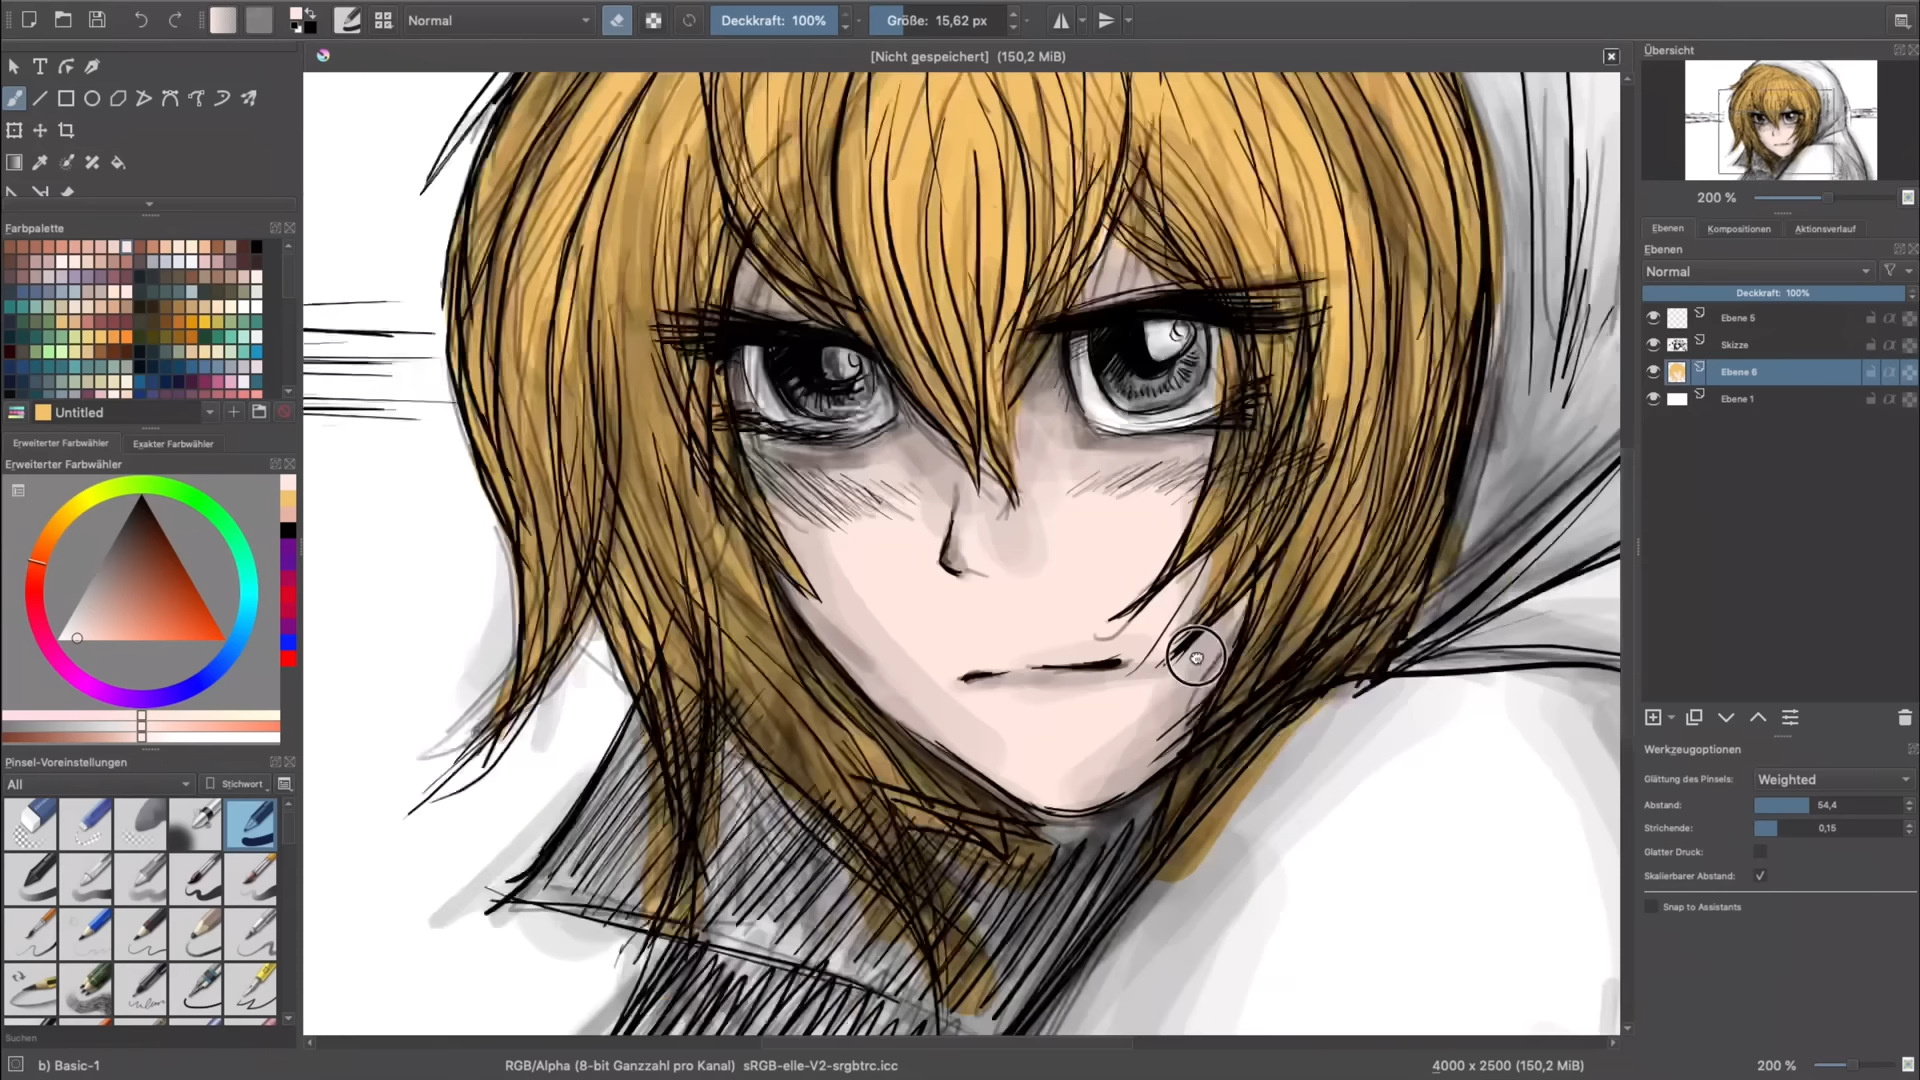 Normal
Deckkraft: 100%
Größe: 15,62 px
[Nicht gespeichert] (150,2 MiB)
Übersicht
200 %
Ebenen
Kompositionen
Aktionsverlauf
Ebenen
Normal
Deckkraft: 100%
Ebene 5
Skizze
Ebene 6
Ebene 1
Farbpalette
Untitled
Erweiterter Farbwähler
Exakter Farbwähler
Erweiterter Farbwähler
Pinsel-Voreinstellungen
All
Stichwort
Suchen
Werkzeugoptionen
Glättung des Pinsels: Weighted
Abstand: 54,4
Strichende: 0,15
Glatter Druck:
Skalierbarer Abstand:
Snap to Assistants
b) Basic-1
RGB/Alpha (8-bit Ganzzahl pro Kanal) sRGB-elle-V2-srgbtrc.icc
4000 x 2500 (150,2 MiB)
200 %